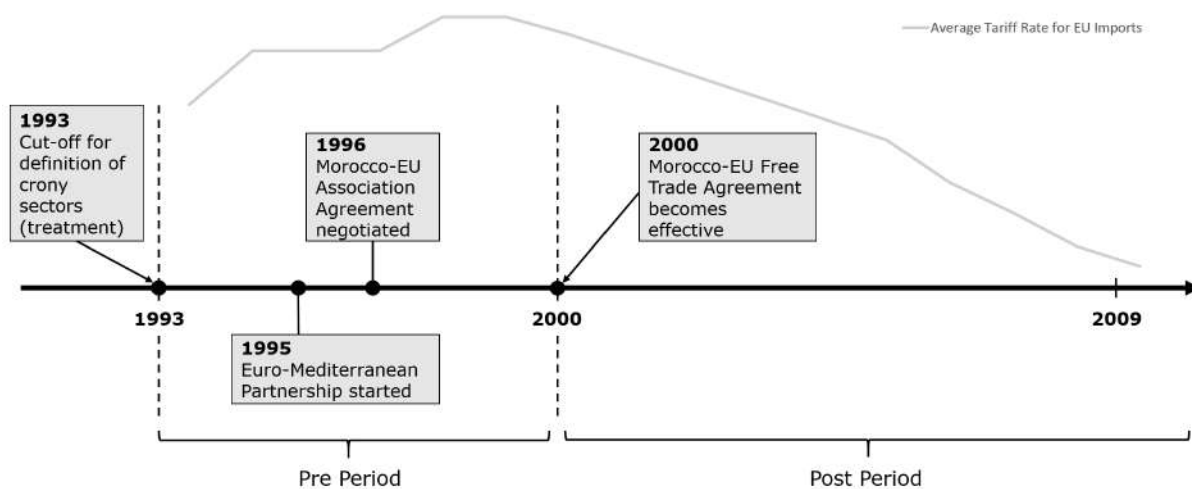 Average Tariff Rate for EU Imports
1993
Cut-off for
definition of
crony
sectors
(treatment)
1996
Morocco-EU
Association
Agreement
negotiated
2000
Morocco-EU Free
Trade Agreement
becomes
effective
1993
2000
2009
1995
Euro-Mediterranean
Partnership started
Pre Period
Post Period